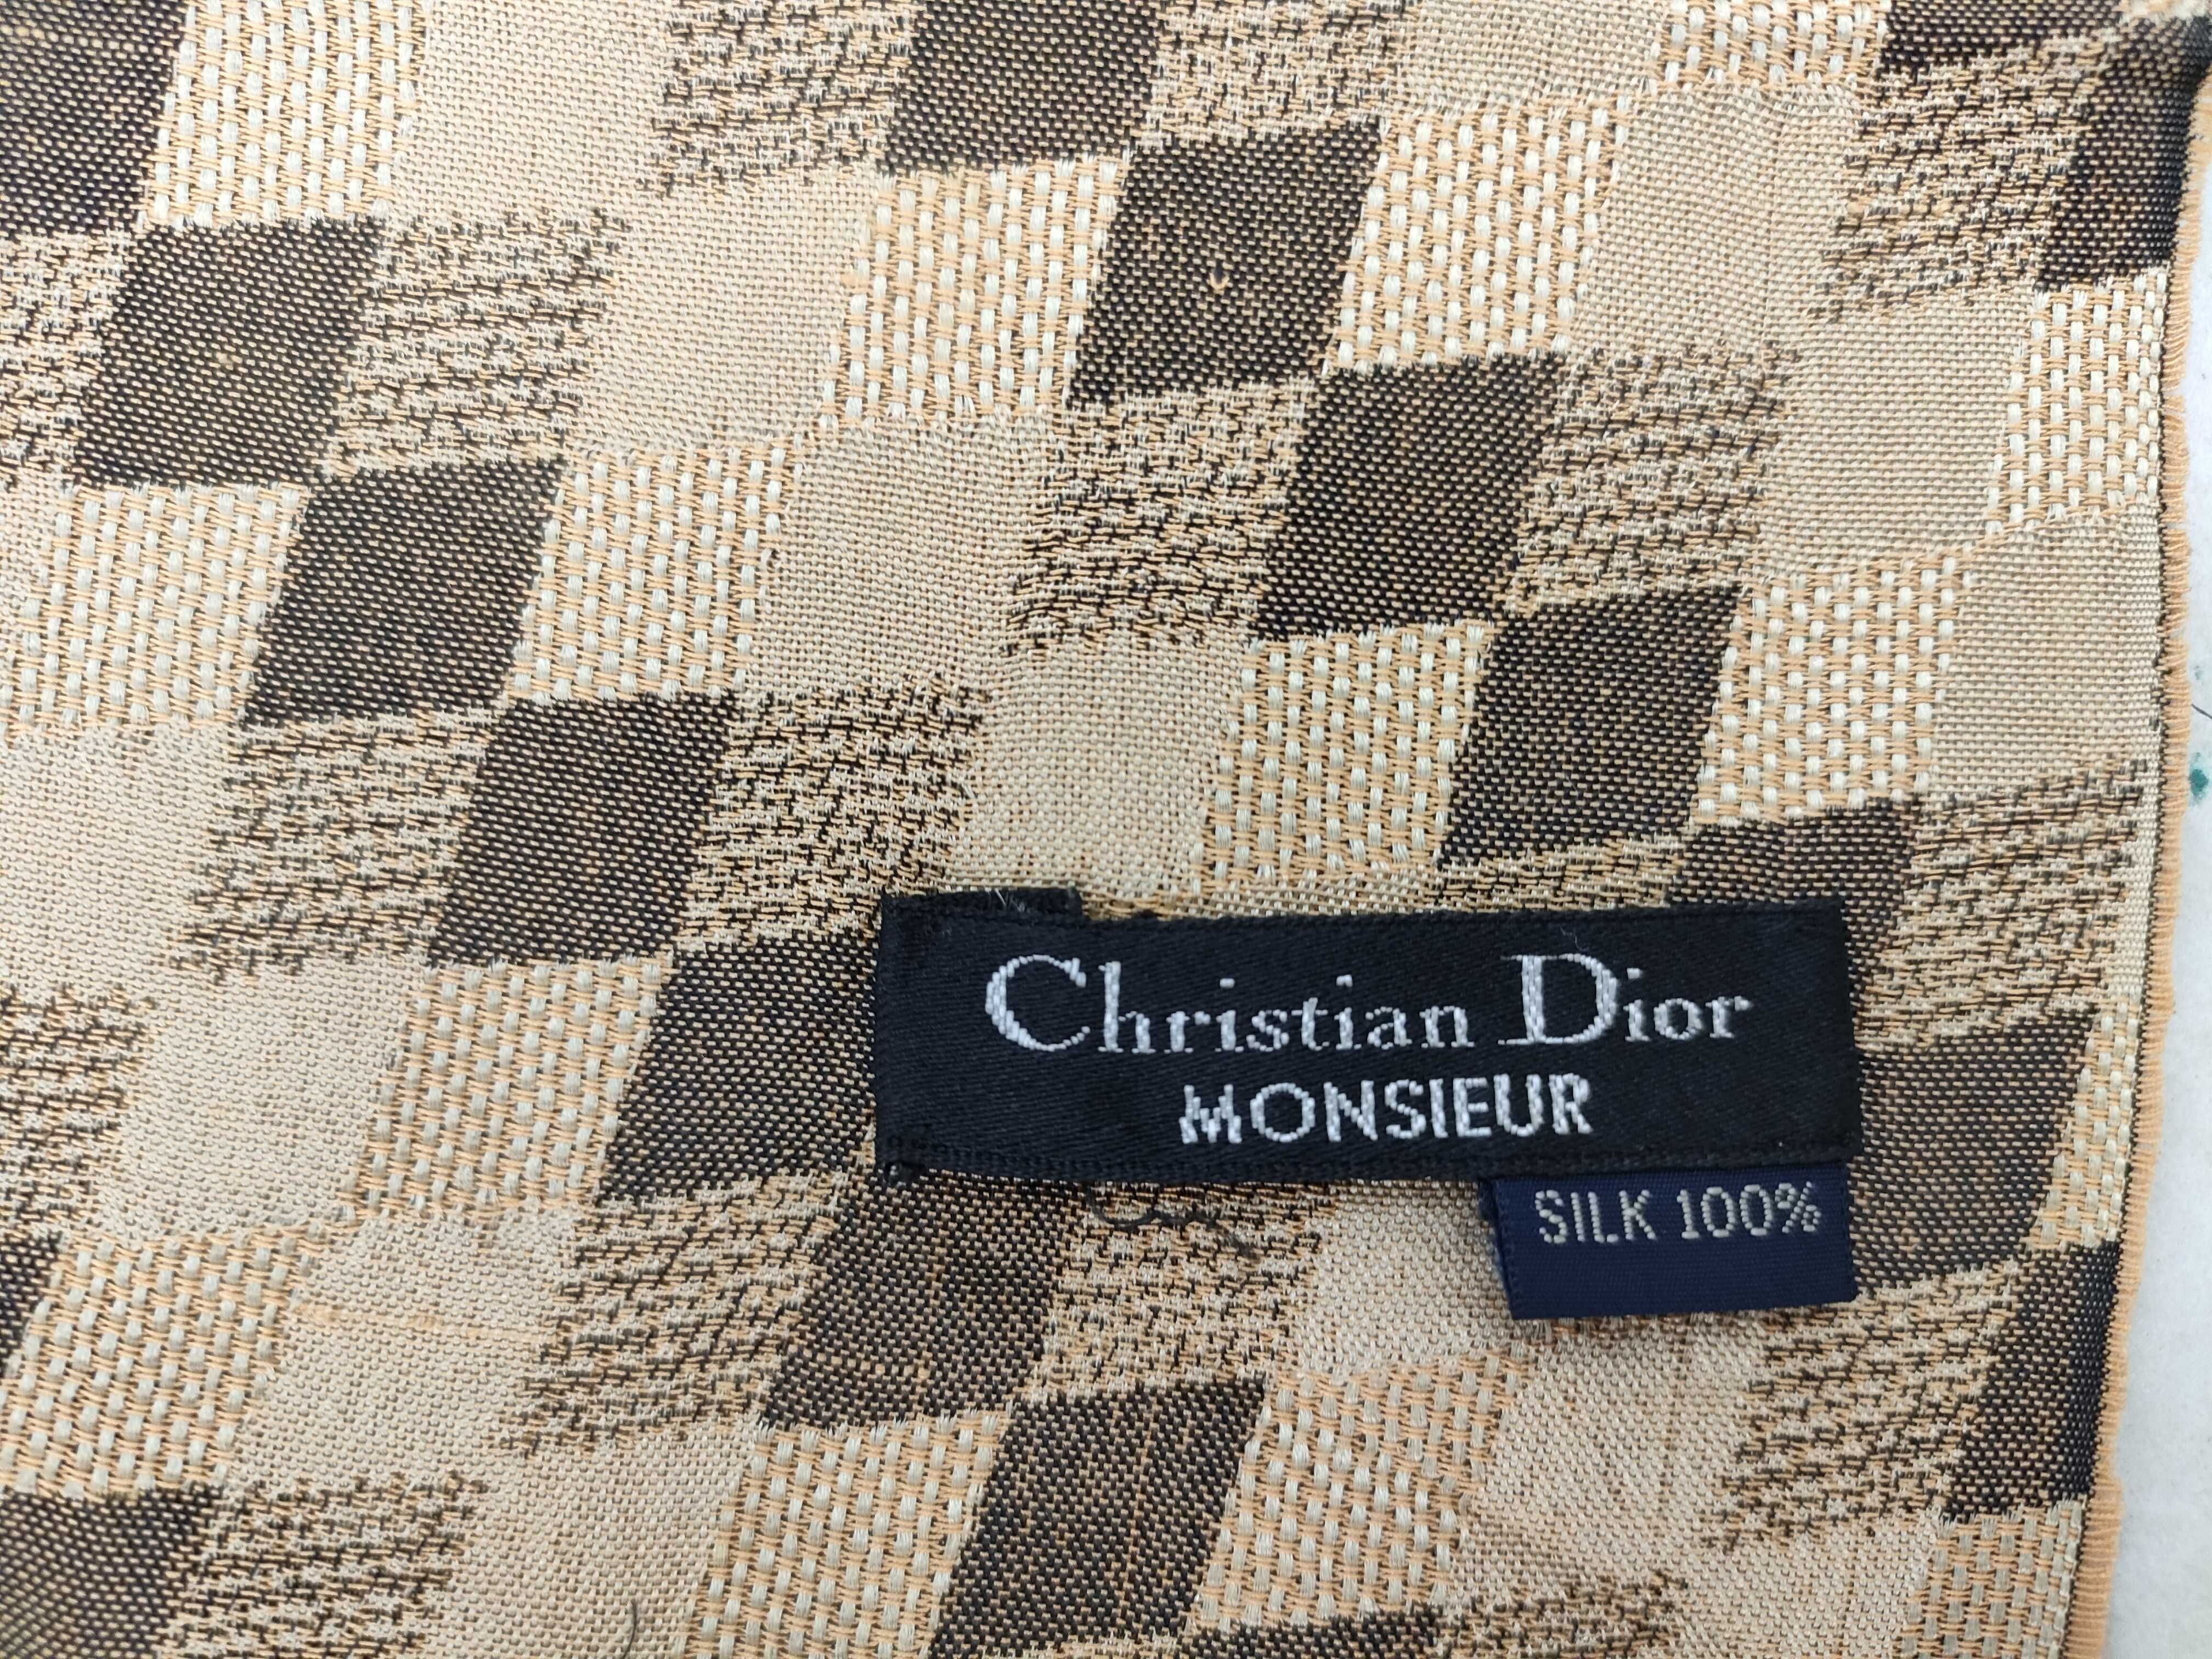 Christian Dior
MONSIEUR
SILK 100%